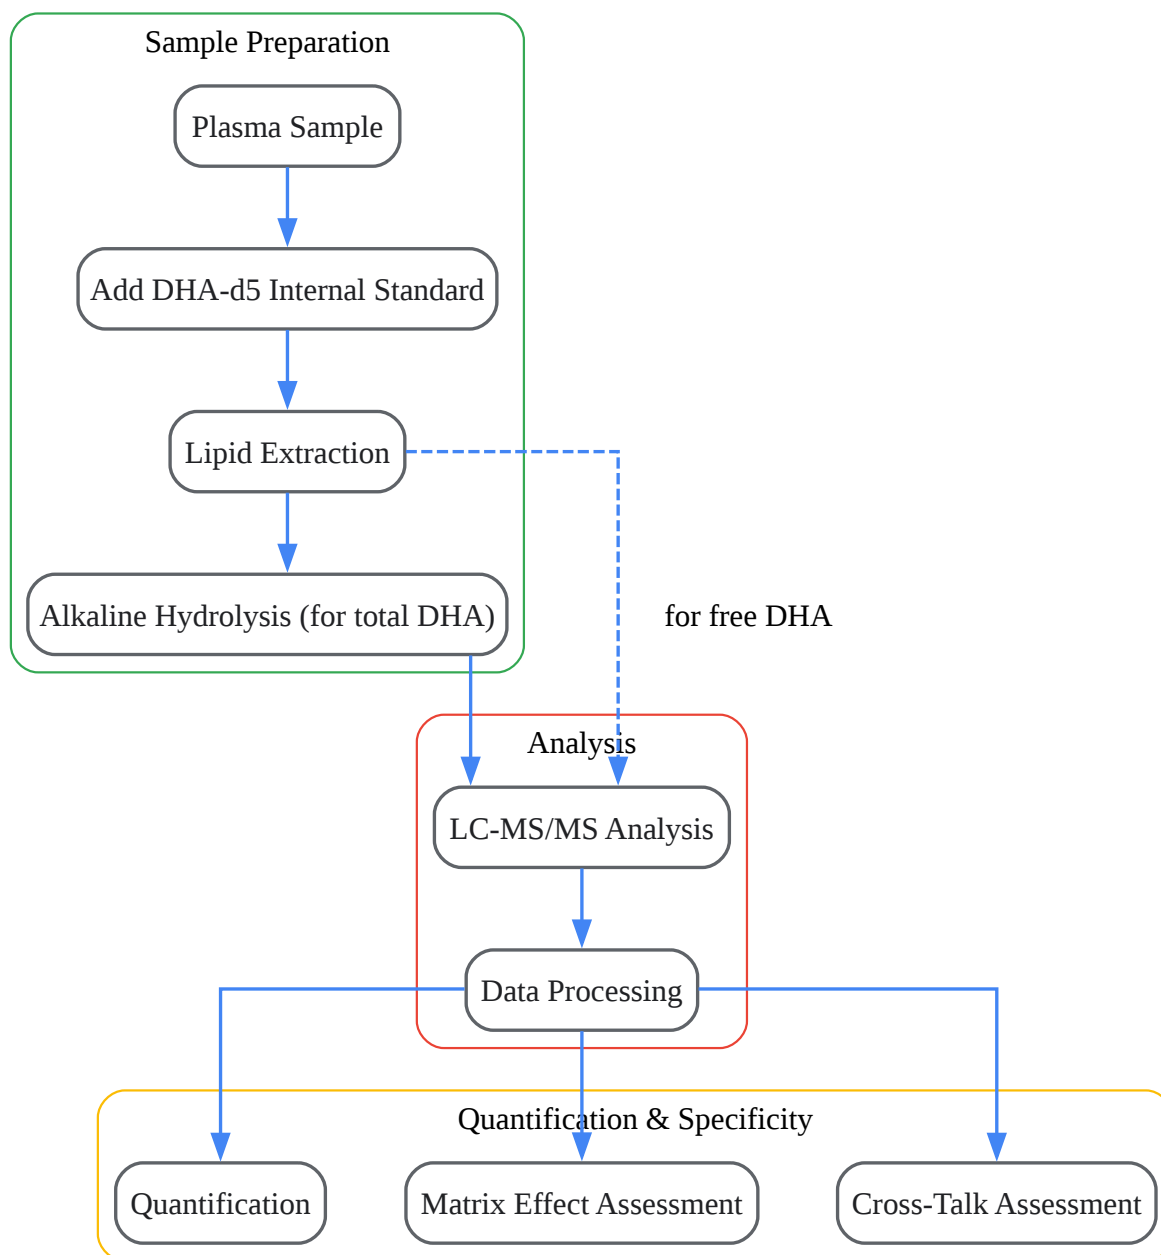 Sample Preparation
Plasma Sample
Add DHA-d5 Internal Standard
Lipid Extraction
Alkaline Hydrolysis (for total DHA)
for free DHA
Analysis
LC-MS/MS Analysis
Data Processing
Quantification & Specificity
Quantification
Matrix Effect Assessment
Cross-Talk Assessment